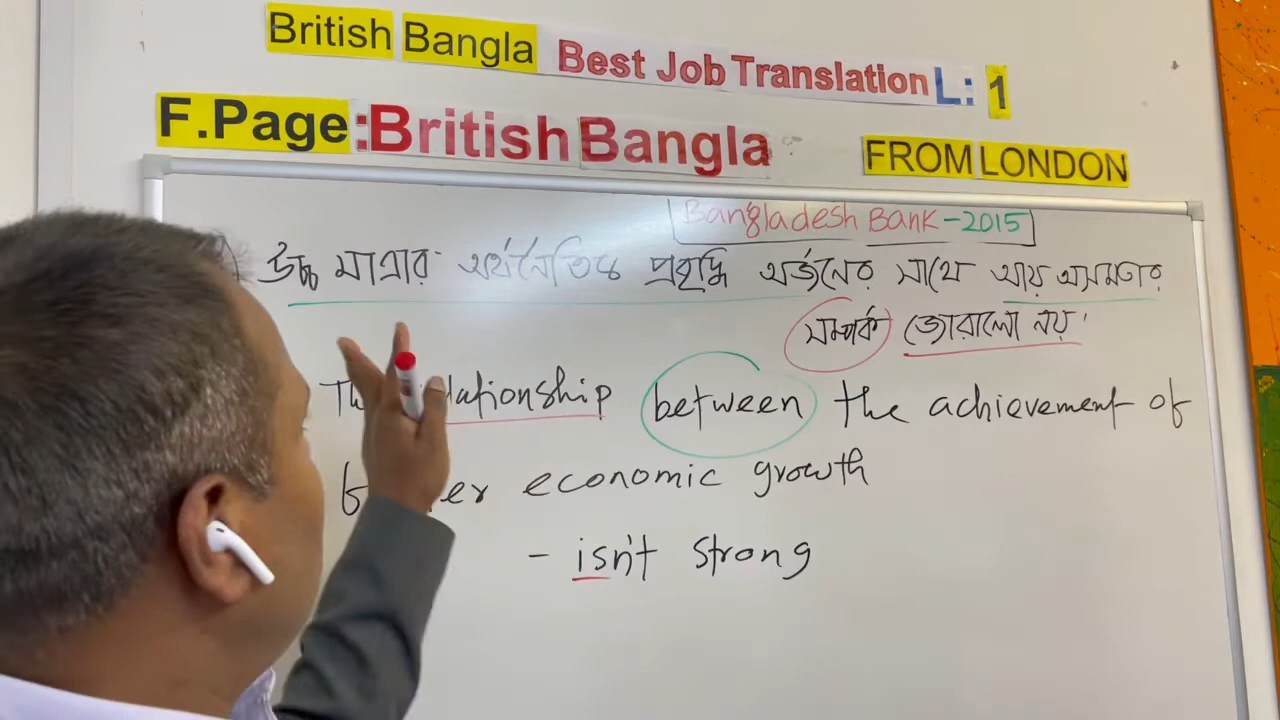 British Bangla Best Job Translation L: 1
F.Page:British Bangla FROM LONDON
Bangladesh Bank - 2015
উচ্চ মাত্রার অর্থনৈতিক প্রবৃদ্ধি অর্জনের সাথে আয় অসমতার
সম্পর্ক জোরালো নয়।
between the achievement of
economic growth
- isn't strong